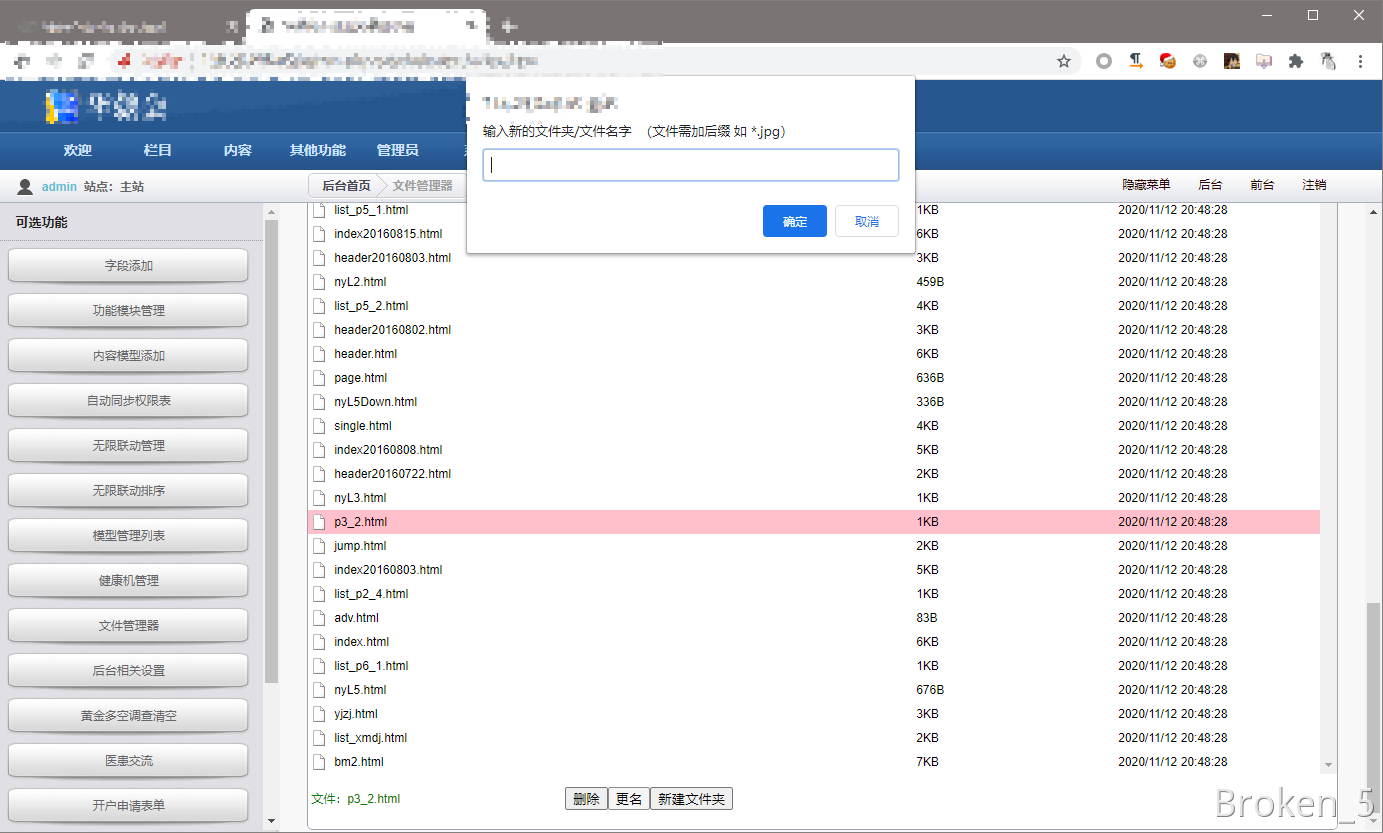 输入新的文件夹/文件名字 （文件需加后缀 如 *.jpg）
确定 取消
欢迎 栏目 内容 其他功能 管理员
admin 站点：主站
后台首页 文件管理器
隐藏菜单 后台 前台 注销
可选功能
字段添加
功能模块管理
内容模型添加
自动同步权限表
无限联动管理
无限联动排序
模型管理列表
健康机管理
文件管理器
后台相关设置
黄金多空调查清空
医患交流
开户申请表单
list_p5_1.html 1KB 2020/11/12 20:48:28
index20160815.html 6KB 2020/11/12 20:48:28
header20160803.html 3KB 2020/11/12 20:48:28
nyL2.html 459B 2020/11/12 20:48:28
list_p5_2.html 4KB 2020/11/12 20:48:28
header20160802.html 3KB 2020/11/12 20:48:28
header.html 6KB 2020/11/12 20:48:28
page.html 636B 2020/11/12 20:48:28
nyL5Down.html 336B 2020/11/12 20:48:28
single.html 4KB 2020/11/12 20:48:28
index20160808.html 5KB 2020/11/12 20:48:28
header20160722.html 2KB 2020/11/12 20:48:28
nyL3.html 1KB 2020/11/12 20:48:28
p3_2.html 1KB 2020/11/12 20:48:28
jump.html 2KB 2020/11/12 20:48:28
index20160803.html 5KB 2020/11/12 20:48:28
list_p2_4.html 1KB 2020/11/12 20:48:28
adv.html 83B 2020/11/12 20:48:28
index.html 6KB 2020/11/12 20:48:28
list_p6_1.html 1KB 2020/11/12 20:48:28
nyL5.html 676B 2020/11/12 20:48:28
yjzj.html 3KB 2020/11/12 20:48:28
list_xmdj.html 2KB 2020/11/12 20:48:28
bm2.html 7KB 2020/11/12 20:48:28
文件：p3_2.html 删除 更名 新建文件夹
Broken_5